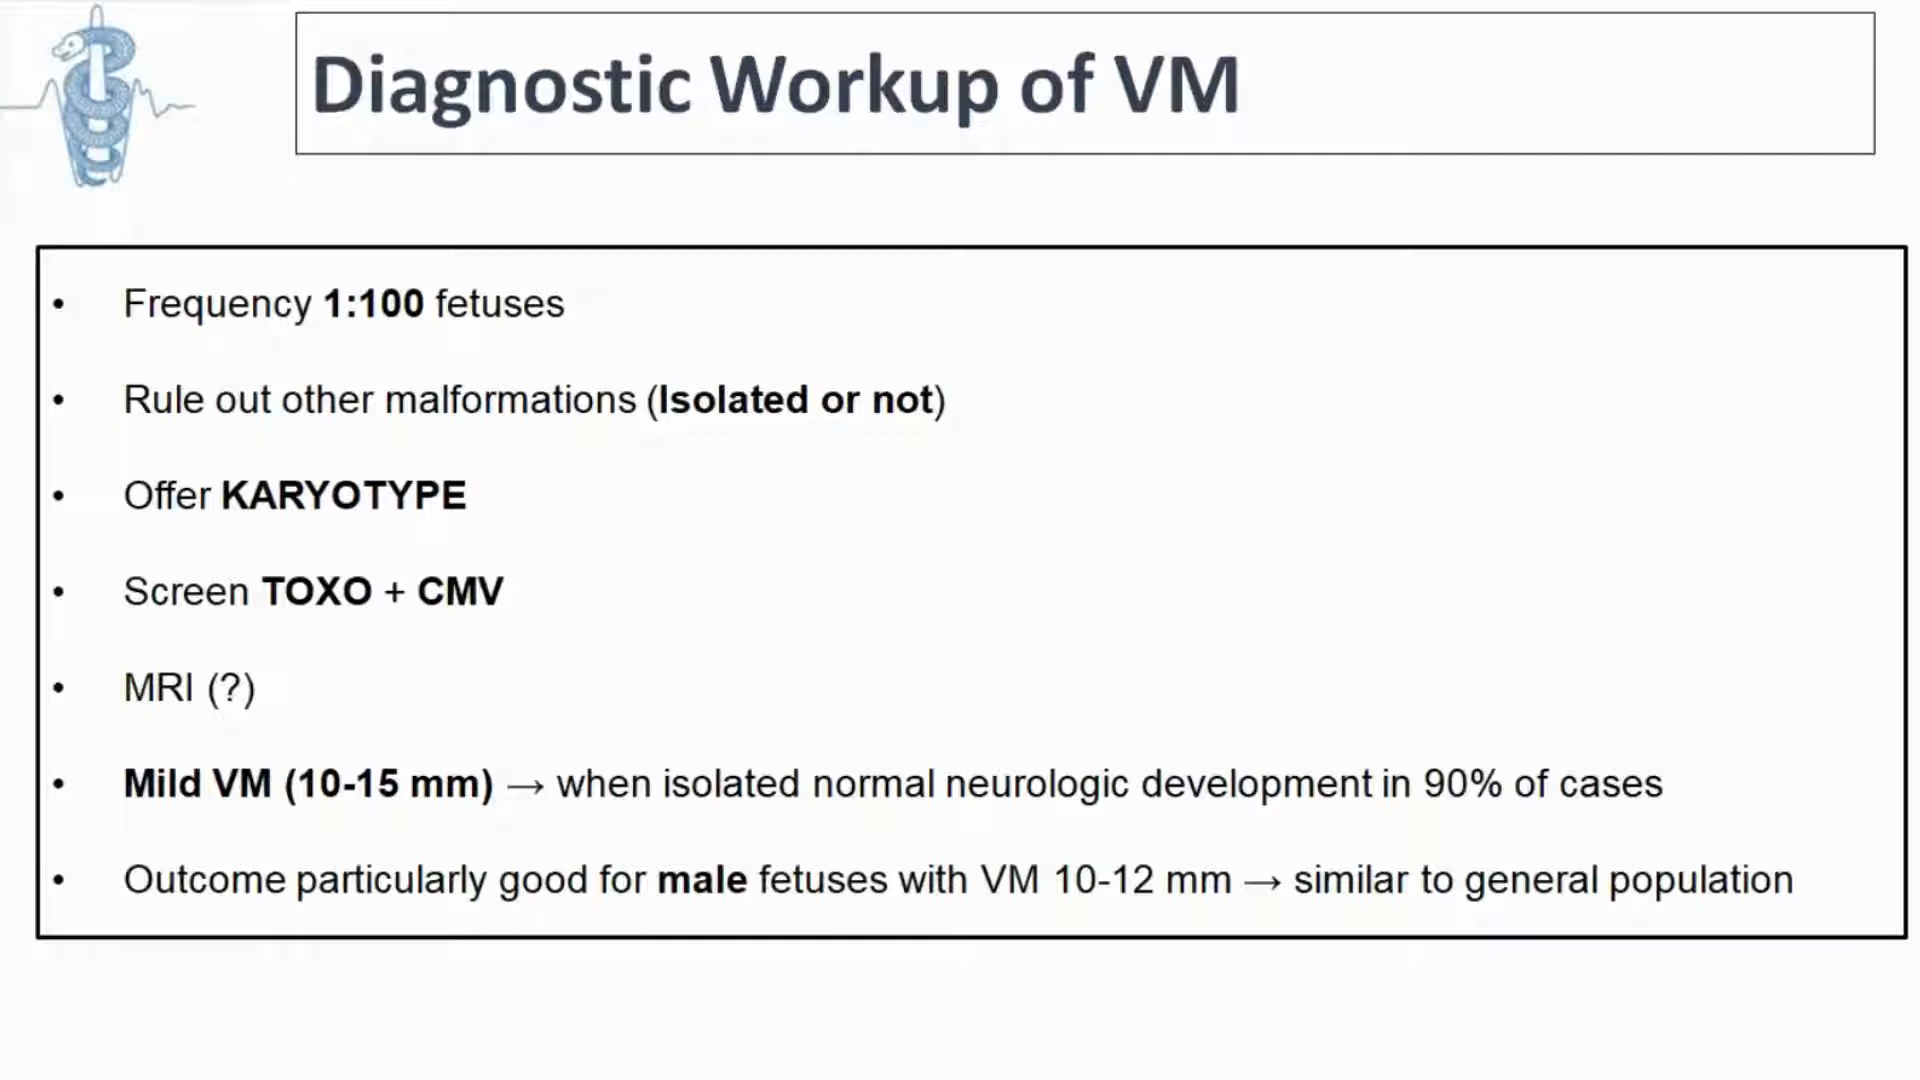 Diagnostic Workup of VM
• Frequency 1:100 fetuses
• Rule out other malformations (Isolated or not)
• Offer KARYOTYPE
• Screen TOXO + CMV
• MRI (?)
• Mild VM (10-15 mm) → when isolated normal neurologic development in 90% of cases
• Outcome particularly good for male fetuses with VM 10-12 mm → similar to general population